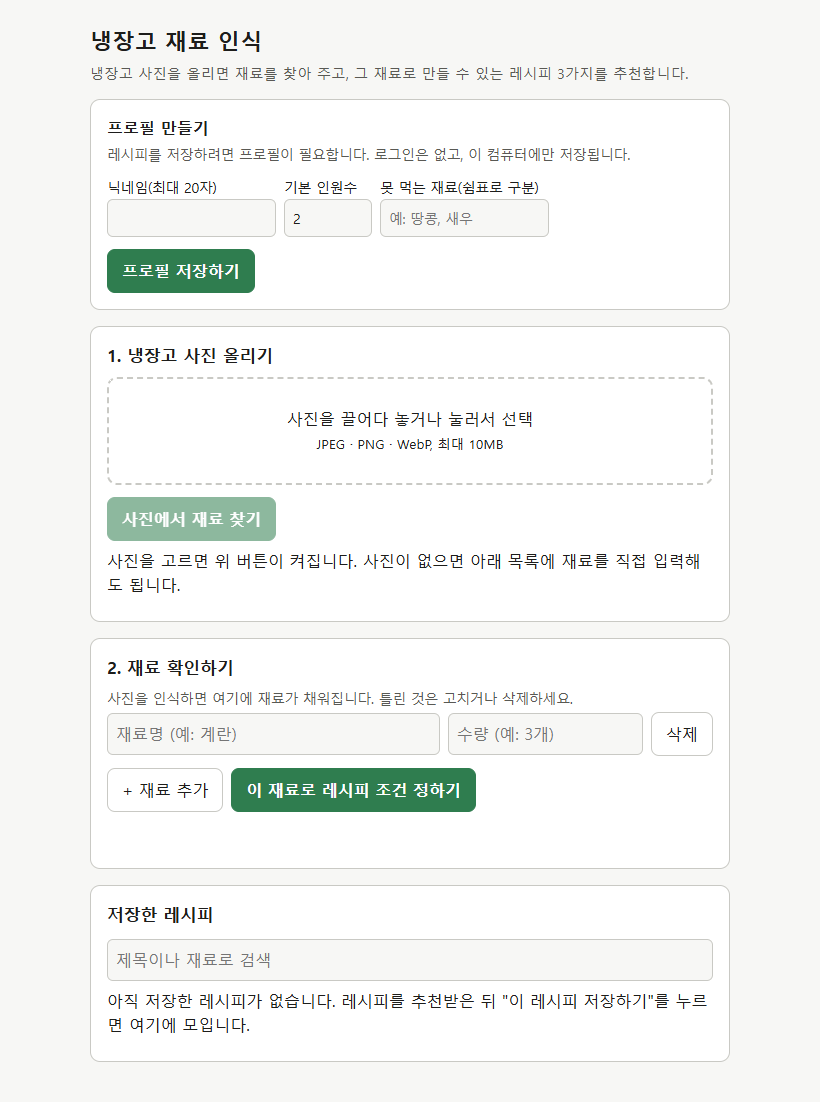 냉장고 재료 인식
냉장고 사진을 올리면 재료를 찾아 주고, 그 재료로 만들 수 있는 레시피 3가지를 추천합니다.
프로필 만들기
레시피를 저장하려면 프로필이 필요합니다. 로그인은 없고, 이 컴퓨터에만 저장됩니다.
닉네임(최대 20자) 기본 인원수 못 먹는 재료(쉼표로 구분)
2 예: 땅콩, 새우
프로필 저장하기
1. 냉장고 사진 올리기
사진을 끌어다 놓거나 눌러서 선택
JPEG · PNG · WebP, 최대 10MB
사진에서 재료 찾기
사진을 고르면 위 버튼이 켜집니다. 사진이 없으면 아래 목록에 재료를 직접 입력해
도 됩니다.
2. 재료 확인하기
사진을 인식하면 여기에 재료가 채워집니다. 틀린 것은 고치거나 삭제하세요.
재료명 (예: 계란) 수량 (예: 3개) 삭제
+ 재료 추가 이 재료로 레시피 조건 정하기
저장한 레시피
제목이나 재료로 검색
아직 저장한 레시피가 없습니다. 레시피를 추천받은 뒤 "이 레시피 저장하기"를 누르
면 여기에 모입니다.